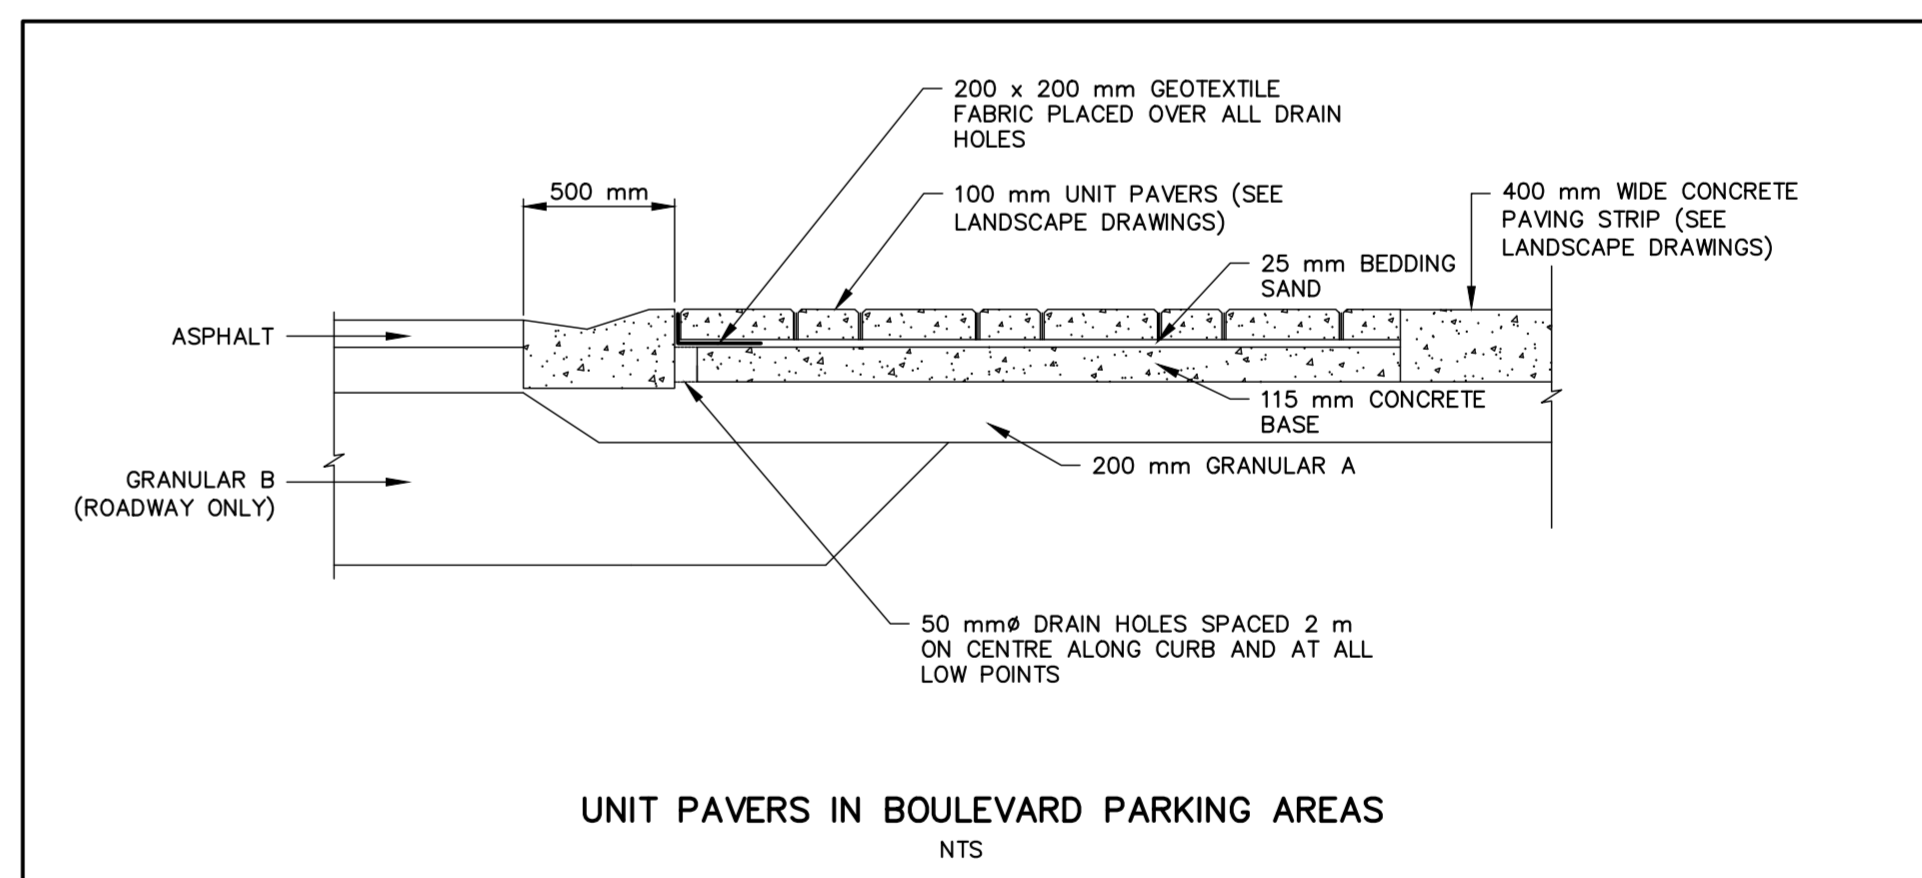 200 x 200 mm GEOTEXTILE
FABRIC PLACED OVER ALL DRAIN
HOLES
500 mm
100 mm UNIT PAVERS (SEE
LANDSCAPE DRAWINGS)
400 mm WIDE CONCRETE
PAVING STRIP (SEE
LANDSCAPE DRAWINGS)
25 mm BEDDING
SAND
ASPHALT
115 mm CONCRETE
BASE
200 mm GRANULAR A
GRANULAR B
(ROADWAY ONLY)
50 mmø DRAIN HOLES SPACED 2 m
ON CENTRE ALONG CURB AND AT ALL
LOW POINTS
UNIT PAVERS IN BOULEVARD PARKING AREAS
NTS